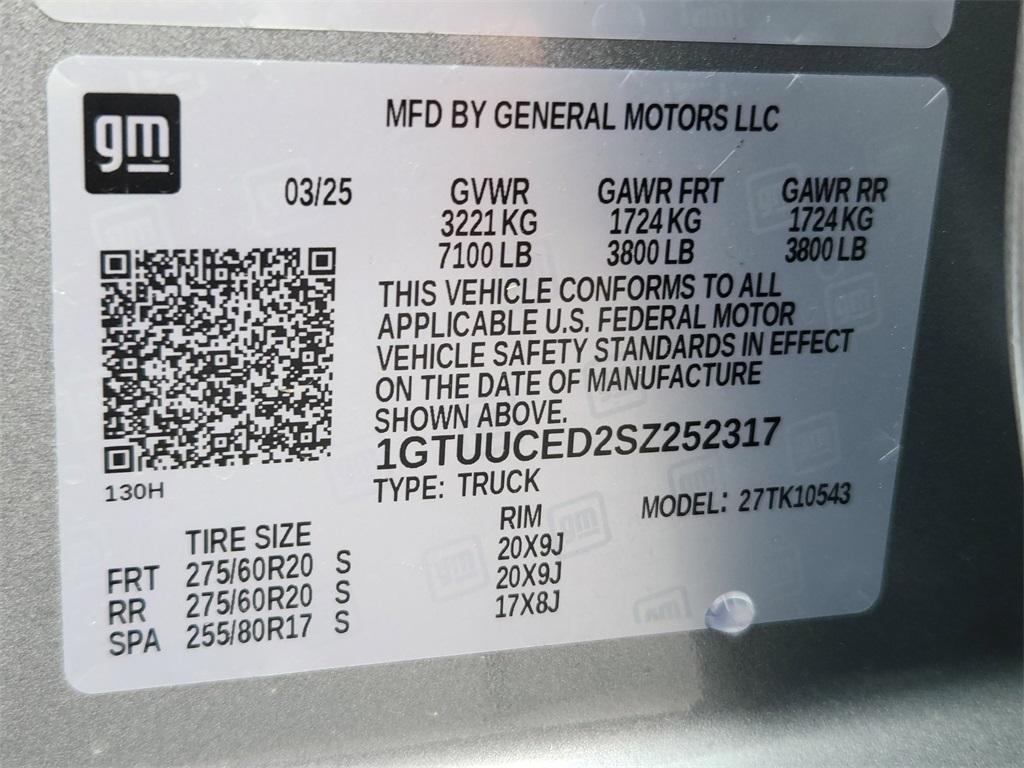 gm
MFD BY GENERAL MOTORS LLC
03/25 GVWR GAWR FRT GAWR RR
3221 KG 1724 KG 1724 KG
7100 LB 3800 LB 3800 LB
THIS VEHICLE CONFORMS TO ALL
APPLICABLE U.S. FEDERAL MOTOR
VEHICLE SAFETY STANDARDS IN EFFECT
ON THE DATE OF MANUFACTURE
SHOWN ABOVE.
1GTUUCED2SZ252317
130H
TYPE: TRUCK MODEL: 27TK10543
TIRE SIZE RIM
FRT 275/60R20 S 20X9J
RR 275/60R20 S 20X9J
SPA 255/80R17 S 17X8J